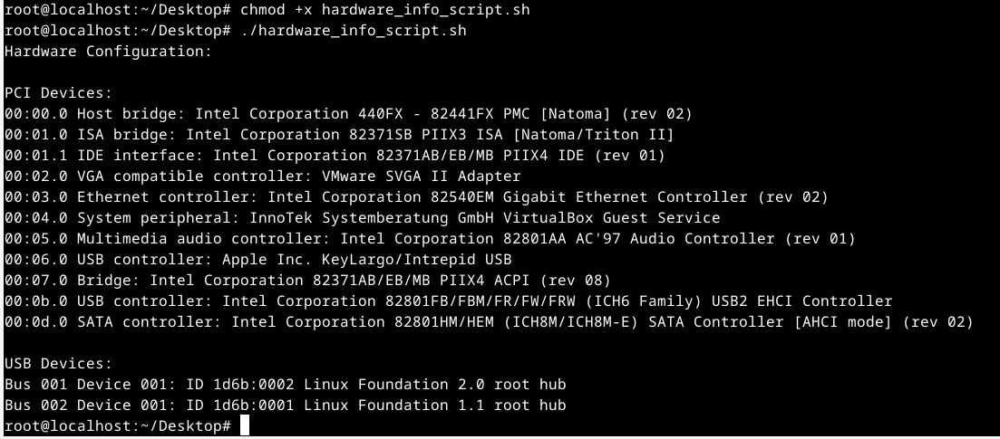 root@localhost:~/Desktop# chmod +x hardware_info_script.sh
root@localhost:~/Desktop# ./hardware_info_script.sh
Hardware Configuration:
PCI Devices:
00:00.0 Host bridge: Intel Corporation 440FX - 82441FX PMC [Natoma] (rev 02)
00:01.0 ISA bridge: Intel Corporation 82371SB PIIX3 ISA [Natoma/Triton II]
00:01.1 IDE interface: Intel Corporation 82371AB/EB/MB PIIX4 IDE (rev 01)
00:02.0 VGA compatible controller: VMware SVGA II Adapter
00:03.0 Ethernet controller: Intel Corporation 82540EM Gigabit Ethernet Controller (rev 02)
00:04.0 System peripheral: InnoTek Systemberatung GmbH VirtualBox Guest Service
00:05.0 Multimedia audio controller: Intel Corporation 82801AA AC'97 Audio Controller (rev 01)
00:06.0 USB controller: Apple Inc. KeyLargo/Intrepid USB
00:07.0 Bridge: Intel Corporation 82371AB/EB/MB PIIX4 ACPI (rev 08)
00:0b.0 USB controller: Intel Corporation 82801FB/FBM/FR/FW/FRW (ICH6 Family) USB2 EHCI Controller
00:0d.0 SATA controller: Intel Corporation 82801HM/HEM (ICH8M/ICH8M-E) SATA Controller [AHCI mode] (rev 02)
USB Devices:
Bus 001 Device 001: ID 1d6b:0002 Linux Foundation 2.0 root hub
Bus 002 Device 001: ID 1d6b:0001 Linux Foundation 1.1 root hub
root@localhost:~/Desktop#